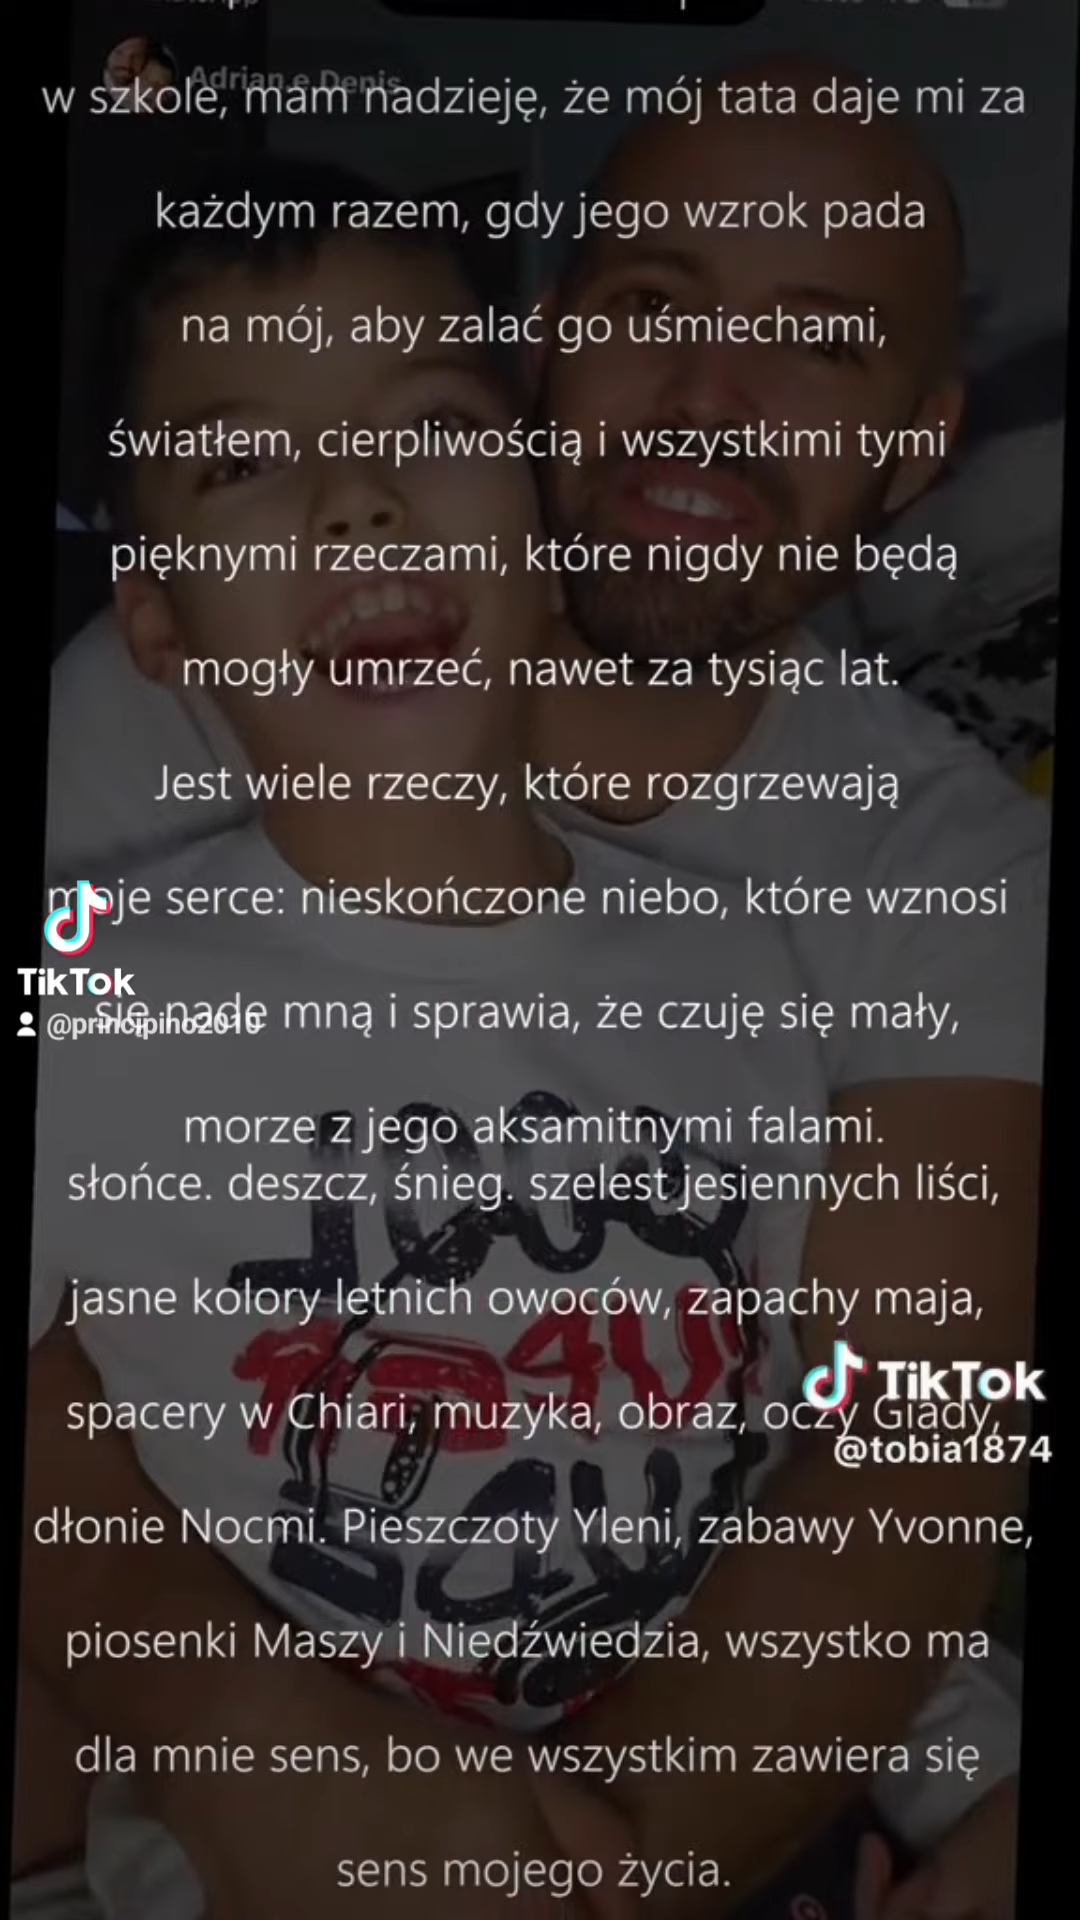 Adrian e Denis
w szkole, mam nadzieję, że mój tata daje mi za
każdym razem, gdy jego wzrok pada
na mój, aby zalać go uśmiechami,
światłem, cierpliwością i wszystkimi tymi
pięknymi rzeczami, które nigdy nie będą
mogły umrzeć, nawet za tysiąc lat.
Jest wiele rzeczy, które rozgrzewają
moje serce: nieskończone niebo, które wznosi
TikTok
się nade mną i sprawia, że czuję się mały,
@principino2010
morze z jego aksamitnymi falami.
słońce. deszcz, śnieg. szelest jesiennych liści,
jasne kolory letnich owoców, zapachy maja,
TikTok
spacery w Chiari, muzyka, obraz, oczy Giady,
@tobia1874
dłonie Nocmi. Pieszczoty Yleni, zabawy Yvonne,
piosenki Maszy i Niedźwiedzia, wszystko ma
dla mnie sens, bo we wszystkim zawiera się
sens mojego życia.